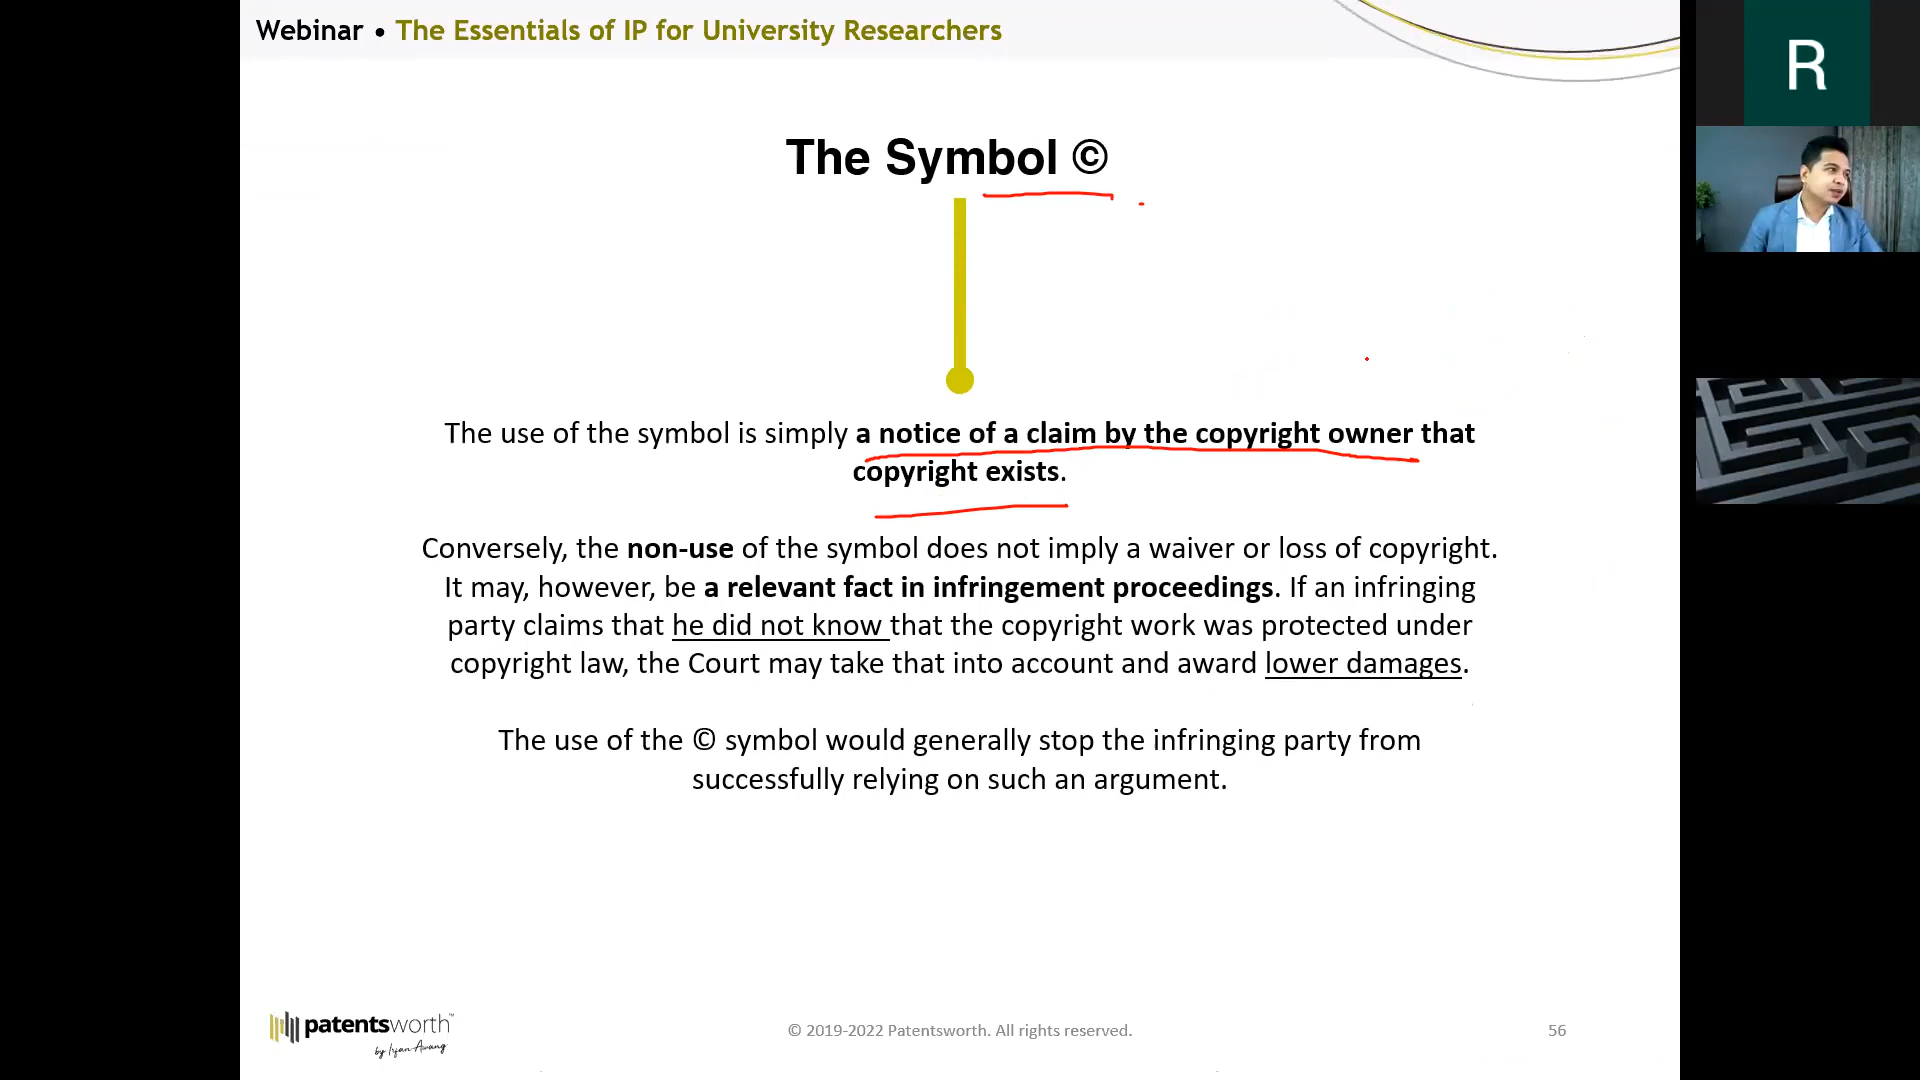 Webinar • The Essentials of IP for University Researchers
R
The Symbol ©
The use of the symbol is simply a notice of a claim by the copyright owner that
copyright exists.
Conversely, the non-use of the symbol does not imply a waiver or loss of copyright.
It may, however, be a relevant fact in infringement proceedings. If an infringing
party claims that he did not know that the copyright work was protected under
copyright law, the Court may take that into account and award lower damages.
The use of the © symbol would generally stop the infringing party from
successfully relying on such an argument.
patentsworth™
by Irfan Awang
© 2019-2022 Patentsworth. All rights reserved.
56